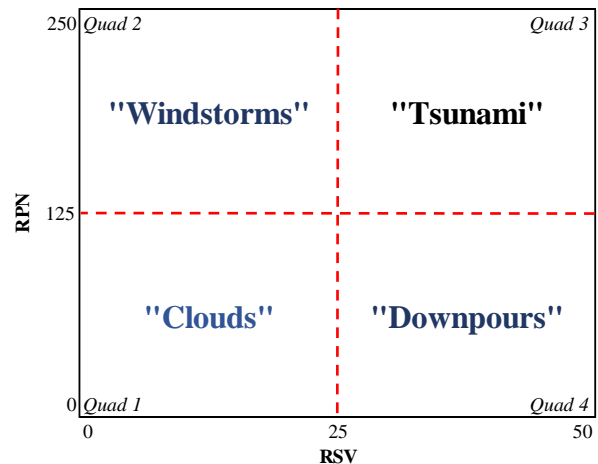 250
Quad 2
Quad 3
"Windstorms"
"Tsunami"
RPN
125
"Clouds"
"Downpours"
0
Quad 1
Quad 4
0
25
50
RSV